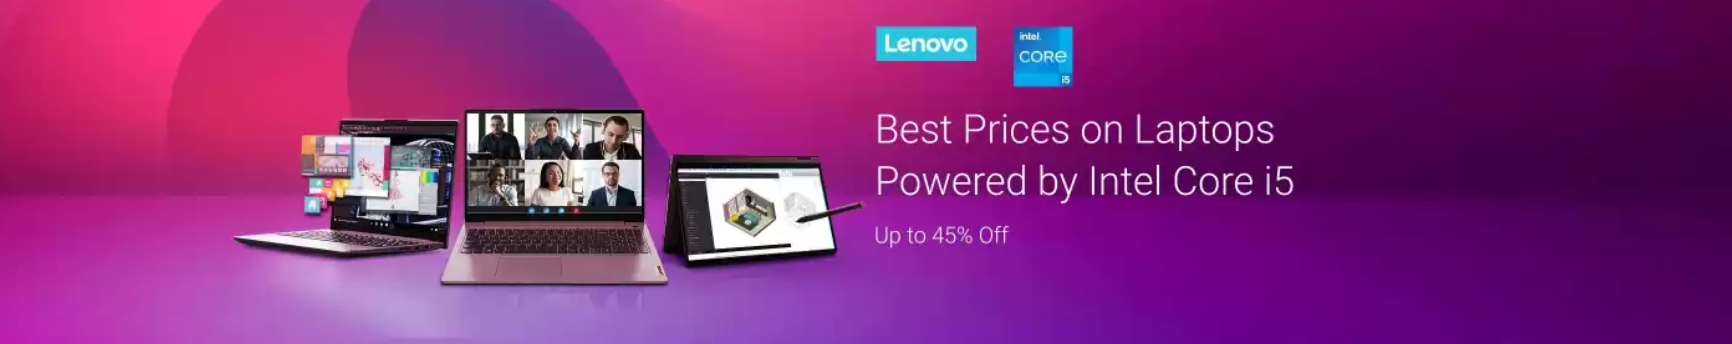 Lenovo
intel.
CORE
i5
Best Prices on Laptops
Powered by Intel Core i5
Up to 45% Off